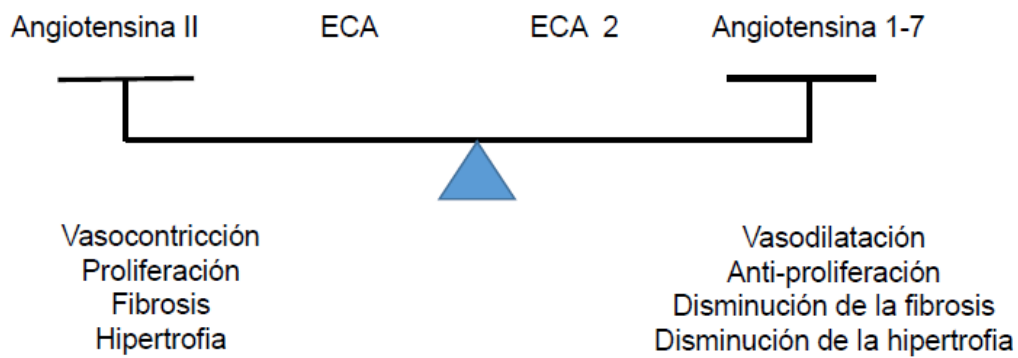 Angiotensina II ECA ECA 2 Angiotensina 1-7
Vasocontricción
Proliferación
Fibrosis
Hipertrofia
Vasodilatación
Anti-proliferación
Disminución de la fibrosis
Disminución de la hipertrofia